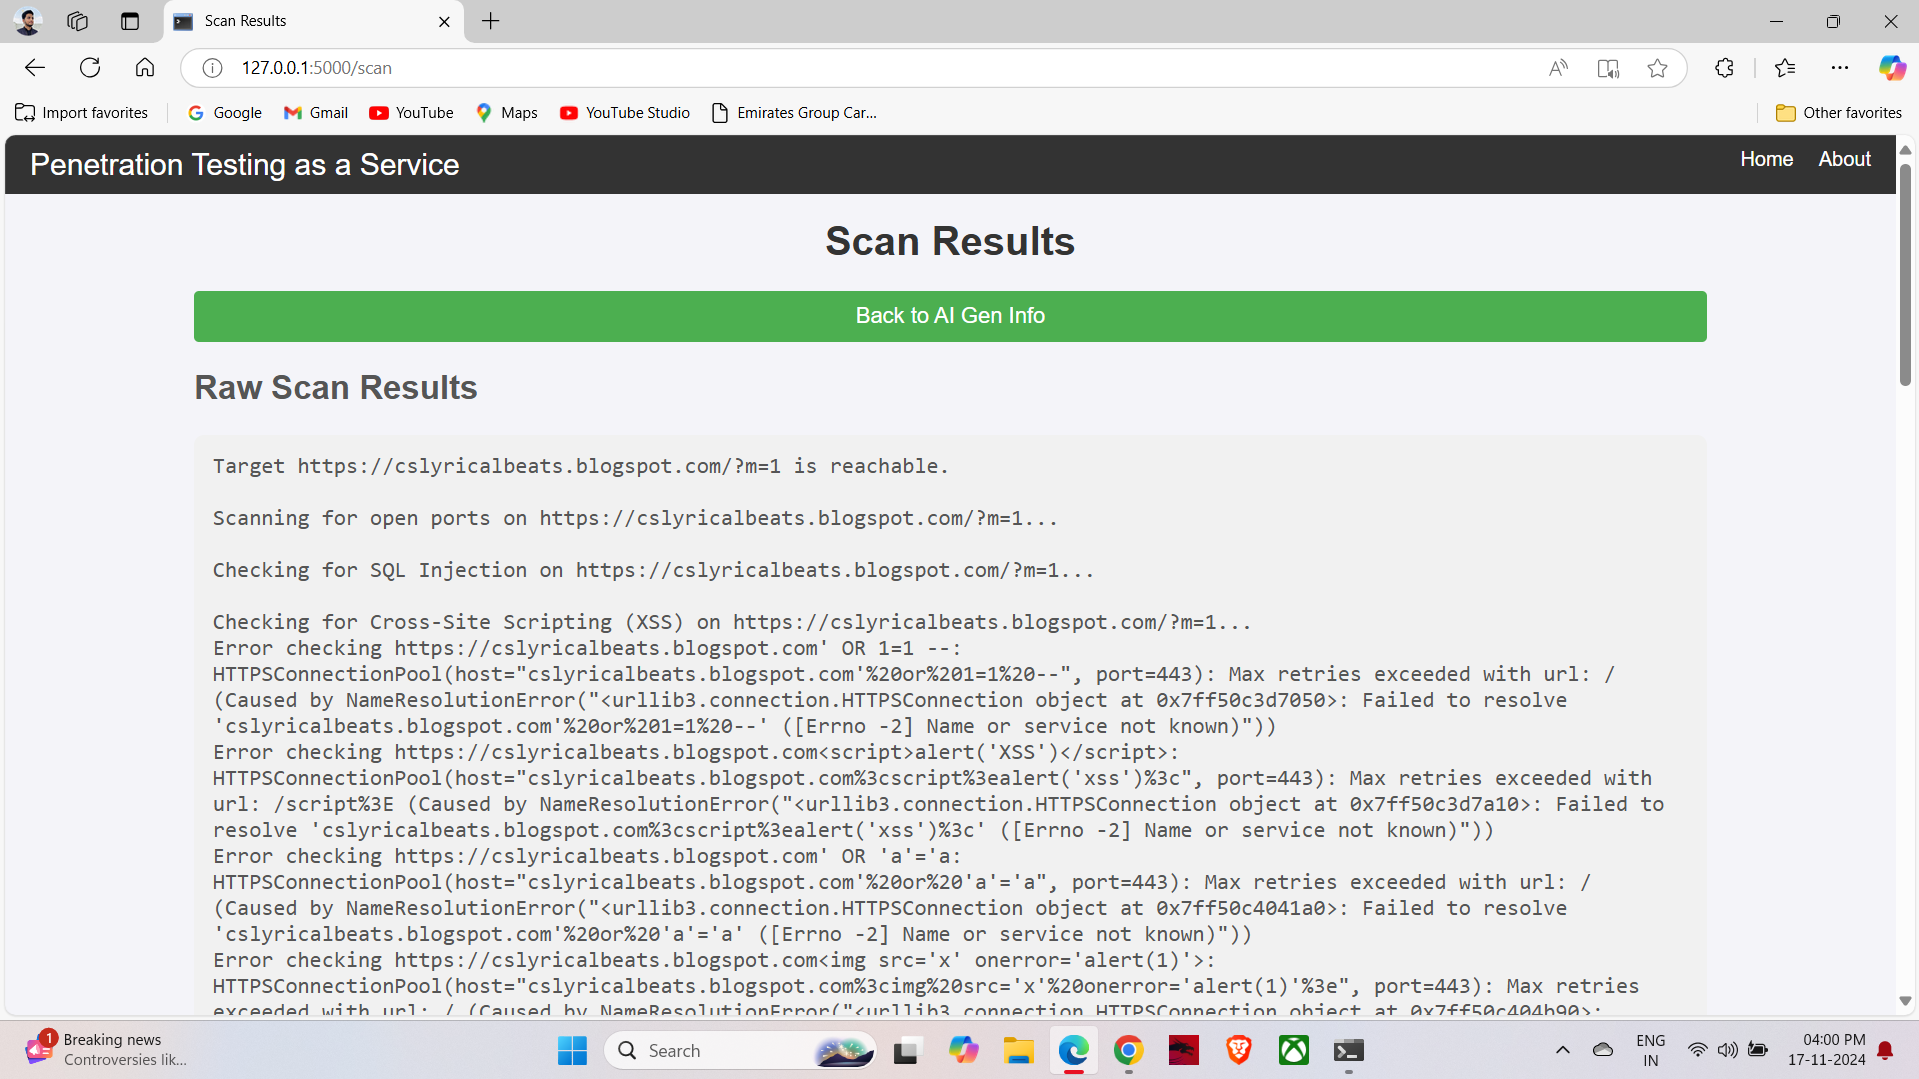 Scan Results
127.0.0.1:5000/scan
Import favorites
Google
Gmail
YouTube
Maps
YouTube Studio
Emirates Group Car...
Other favorites
Penetration Testing as a Service
Home
About
Scan Results
Back to AI Gen Info
Raw Scan Results
Target https://cslyricalbeats.blogspot.com/?m=1 is reachable.
Scanning for open ports on https://cslyricalbeats.blogspot.com/?m=1...
Checking for SQL Injection on https://cslyricalbeats.blogspot.com/?m=1...
Checking for Cross-Site Scripting (XSS) on https://cslyricalbeats.blogspot.com/?m=1...
Error checking https://cslyricalbeats.blogspot.com' OR 1=1 --:
HTTPSConnectionPool(host="cslyricalbeats.blogspot.com'%20or%201=1%20--", port=443): Max retries exceeded with url: /
(Caused by NameResolutionError("<urllib3.connection.HTTPSConnection object at 0x7ff50c3d7050>: Failed to resolve
'cslyricalbeats.blogspot.com'%20or%201=1%20--' ([Errno -2] Name or service not known)"))
Error checking https://cslyricalbeats.blogspot.com<script>alert('XSS')</script>:
HTTPSConnectionPool(host="cslyricalbeats.blogspot.com%3cscript%3ealert('xss')%3c", port=443): Max retries exceeded with
url: /script%3E (Caused by NameResolutionError("<urllib3.connection.HTTPSConnection object at 0x7ff50c3d7a10>: Failed to
resolve 'cslyricalbeats.blogspot.com%3cscript%3ealert('xss')%3c' ([Errno -2] Name or service not known)"))
Error checking https://cslyricalbeats.blogspot.com' OR 'a'='a:
HTTPSConnectionPool(host="cslyricalbeats.blogspot.com'%20or%20'a'='a", port=443): Max retries exceeded with url: /
(Caused by NameResolutionError("<urllib3.connection.HTTPSConnection object at 0x7ff50c4041a0>: Failed to resolve
'cslyricalbeats.blogspot.com'%20or%20'a'='a' ([Errno -2] Name or service not known)"))
Error checking https://cslyricalbeats.blogspot.com<img src='x' onerror='alert(1)'>:
HTTPSConnectionPool(host="cslyricalbeats.blogspot.com%3cimg%20src='x'%20onerror='alert(1)'%3e", port=443): Max retries
exceeded with url: / (Caused by NameResolutionError("<urllib3.connection.HTTPSConnection object at 0x7ff50c404b90>:
1
Breaking news
Controversies lik...
Search
ENG
IN
04:00 PM
17-11-2024